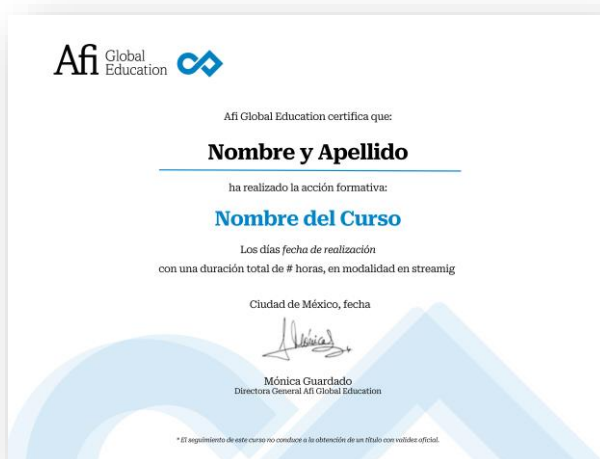 Afi Global
Education
Afi Global Education certifica que:
Nombre y Apellido
ha realizado la acción formativa:
Nombre del Curso
Los días fecha de realización
con una duración total de # horas, en modalidad en streamig
Ciudad de México, fecha
Mónica Guardado
Directora General Afi Global Education
* El seguimiento de este curso no conduce a la obtención de un título con validez oficial.